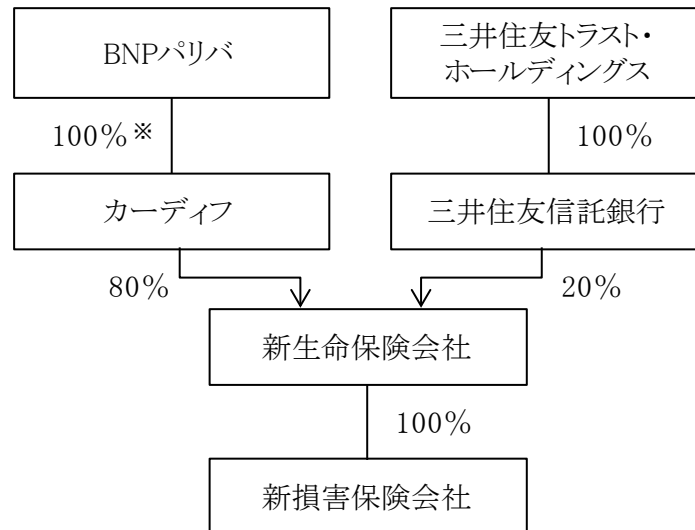 BNPパリバ
三井住友トラスト・
ホールディングス
100%※
100%
カーディフ
三井住友信託銀行
80%
20%
新生命保険会社
100%
新損害保険会社